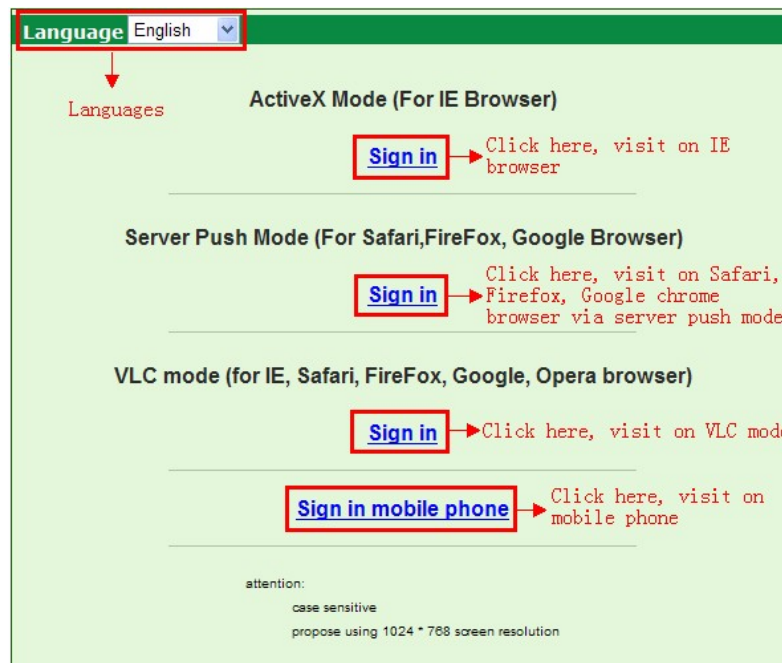 Language English
Languages
ActiveX Mode (For IE Browser)
Sign in
Click here, visit on IE
browser
Server Push Mode (For Safari,FireFox, Google Browser)
Sign in
Click here, visit on Safari,
Firefox, Google chrome
browser via server push mode
VLC mode (for IE, Safari, FireFox, Google, Opera browser)
Sign in
Click here, visit on VLC mode
Sign in mobile phone
Click here, visit on
mobile phone
attention:
case sensitive
propose using 1024 * 768 screen resolution